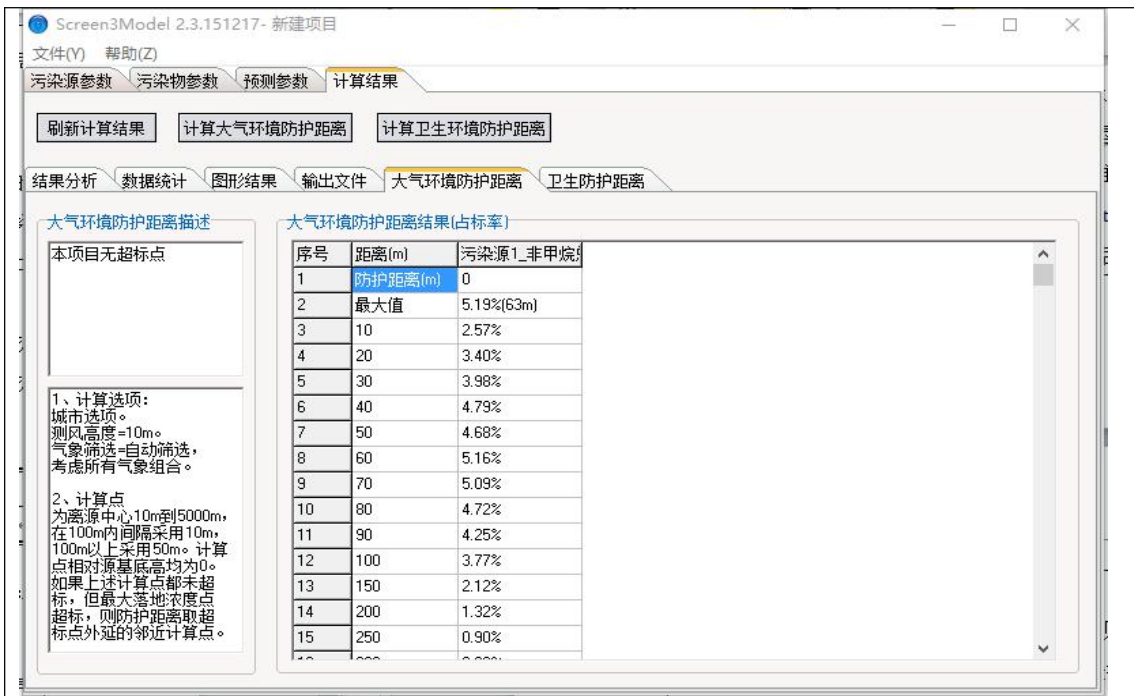 Screen3Model 2.3.151217- 新建项目
文件(Y) 帮助(Z)
污染源参数 污染物参数 预测参数 计算结果
刷新计算结果 计算大气环境防护距离 计算卫生环境防护距离
结果分析 数据统计 图形结果 输出文件 大气环境防护距离 卫生防护距离
大气环境防护距离描述
本项目无超标点
1、计算选项:
城市选项。
测风高度=10m。
气象筛选=自动筛选,
考虑所有气象组合。
2、计算点
为离源中心10m到5000m,
在100m内间隔采用10m,
100m以上采用50m。计算
点相对源基底高均为0。
如果上述计算点都未超
标,但最大落地浓度点
超标,则防护距离取超
标点外延的邻近计算点。
大气环境防护距离结果(占标率)
序号 距离(m) 污染源1_非甲烷
1 防护距离(m) 0
2 最大值 5.19%(63m)
3 10 2.57%
4 20 3.40%
5 30 3.98%
6 40 4.79%
7 50 4.68%
8 60 5.16%
9 70 5.09%
10 80 4.72%
11 90 4.25%
12 100 3.77%
13 150 2.12%
14 200 1.32%
15 250 0.90%